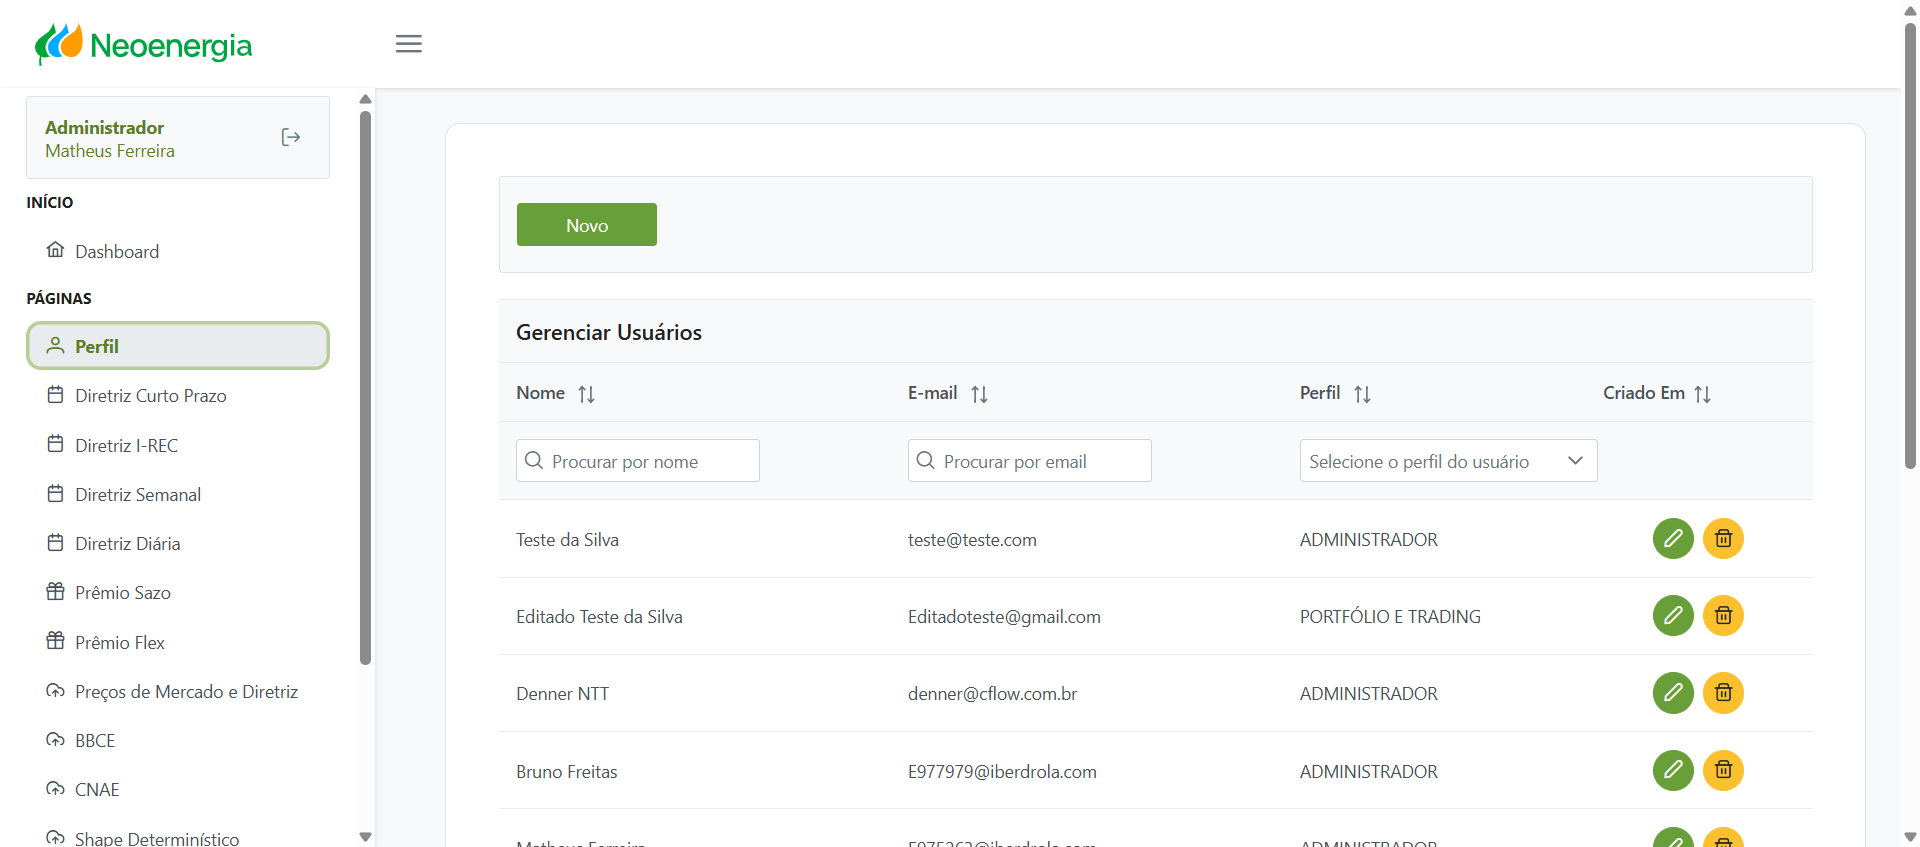 Neoenergia
Administrador
Matheus Ferreira
INÍCIO
Dashboard
PÁGINAS
Perfil
Diretriz Curto Prazo
Diretriz I-REC
Diretriz Semanal
Diretriz Diária
Prêmio Sazo
Prêmio Flex
Preços de Mercado e Diretriz
BBCE
CNAE
Shape Determinístico
Novo
Gerenciar Usuários
Nome E-mail Perfil Criado Em
Procurar por nome Procurar por email Selecione o perfil do usuário
Teste da Silva teste@teste.com ADMINISTRADOR
Editado Teste da Silva Editadoteste@gmail.com PORTFÓLIO E TRADING
Denner NTT denner@cflow.com.br ADMINISTRADOR
Bruno Freitas E977979@iberdrola.com ADMINISTRADOR
Matheus Ferreira ADMINISTRADOR